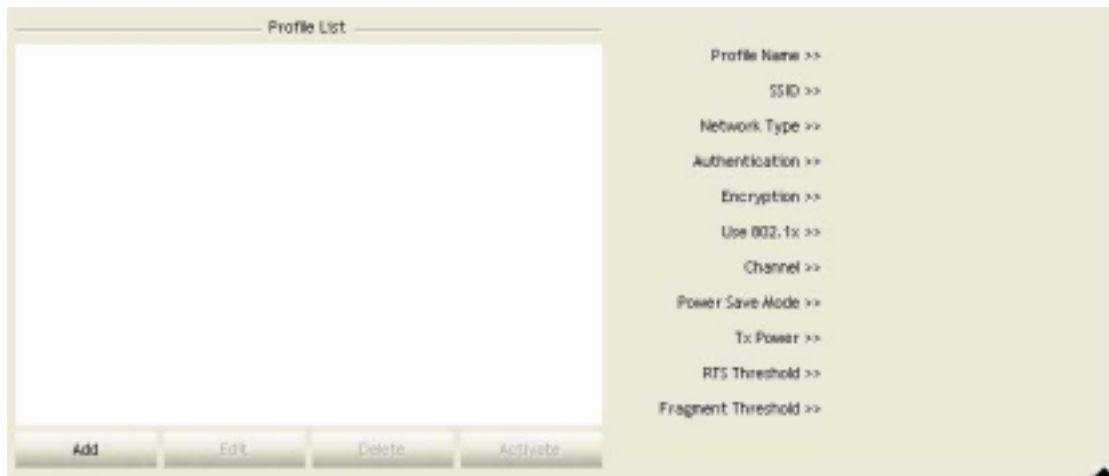 Profile List
Profile Name >>
SSID >>
Network Type >>
Authentication >>
Encryption >>
Use 802.1x >>
Channel >>
Power Save Mode >>
Tx Power >>
RTS Threshold >>
Fragment Threshold >>
Add Edit Delete Activate